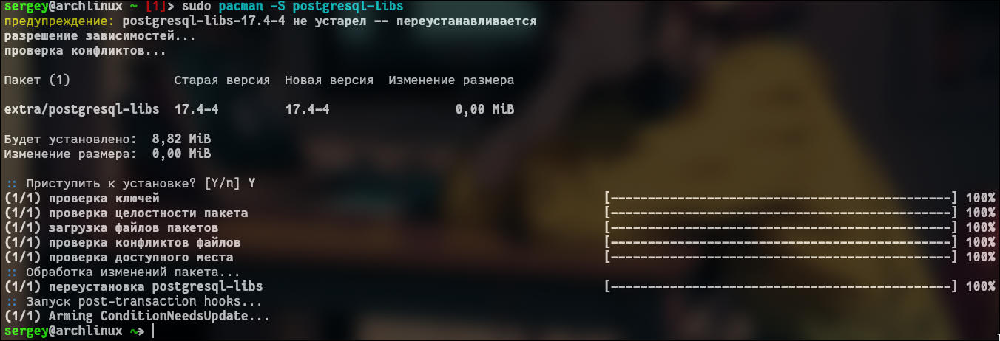 sergey@archlinux ~ [1]> sudo pacman -S postgresql-libs
предупреждение: postgresql-libs-17.4-4 не устарел -- переустанавливается
разрешение зависимостей...
проверка конфликтов...
Пакет (1) Старая версия Новая версия Изменение размера
extra/postgresql-libs 17.4-4 17.4-4 0,00 MiB
Будет установлено: 8,82 MiB
Изменение размера: 0,00 MiB
:: Приступить к установке? [Y/n] Y
(1/1) проверка ключей [----------------------------------------------] 100%
(1/1) проверка целостности пакета [----------------------------------------------] 100%
(1/1) загрузка файлов пакетов [----------------------------------------------] 100%
(1/1) проверка конфликтов файлов [----------------------------------------------] 100%
(1/1) проверка доступного места [----------------------------------------------] 100%
:: Обработка изменений пакета...
(1/1) переустановка postgresql-libs [----------------------------------------------] 100%
:: Запуск post-transaction hooks...
(1/1) Arming ConditionNeedsUpdate...
sergey@archlinux ~>